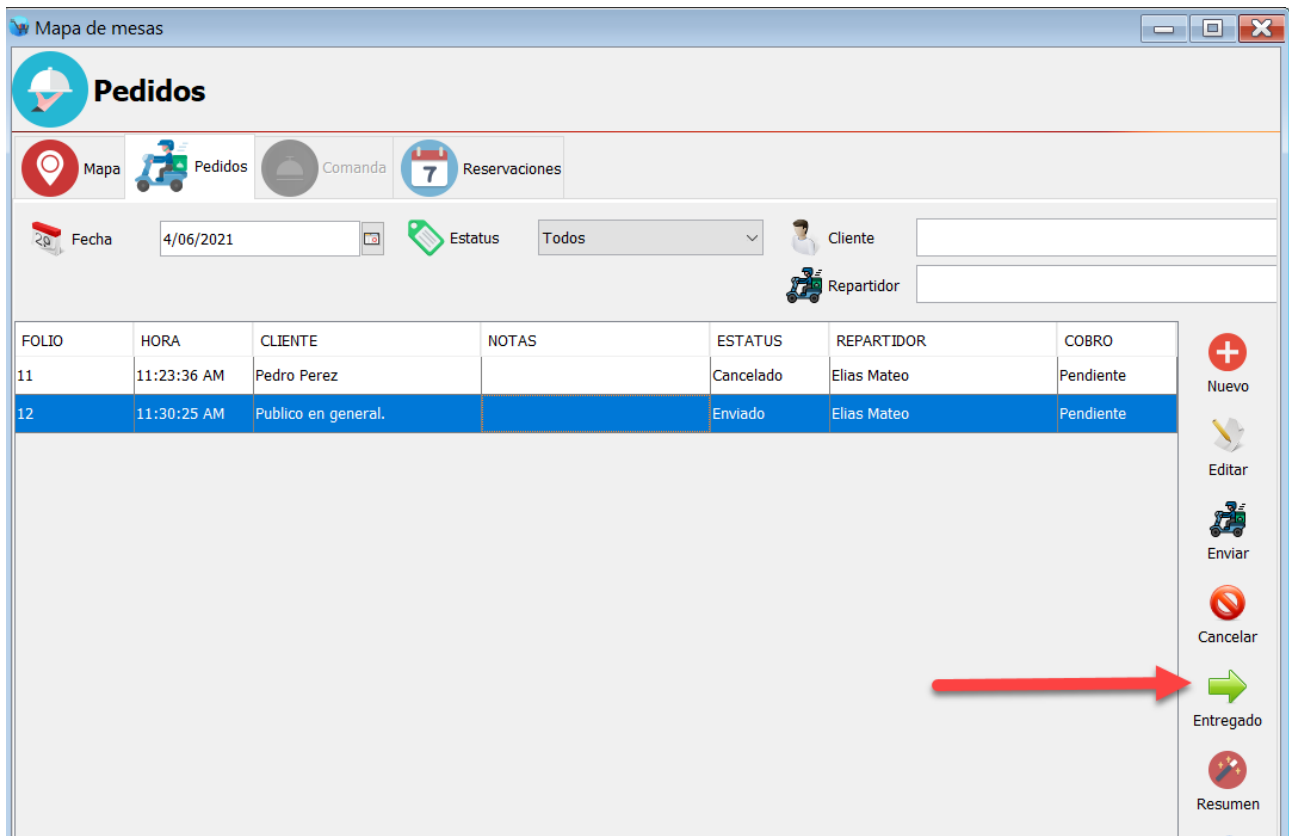 Mapa de mesas
Pedidos
Mapa Pedidos Comanda 7 Reservaciones
29 Fecha 4/06/2021 Estatus Todos Cliente
Repartidor
FOLIO HORA CLIENTE NOTAS ESTATUS REPARTIDOR COBRO
11 11:23:36 AM Pedro Perez Cancelado Elias Mateo Pendiente
12 11:30:25 AM Publico en general. Enviado Elias Mateo Pendiente
Nuevo
Editar
Enviar
Cancelar
Entregado
Resumen